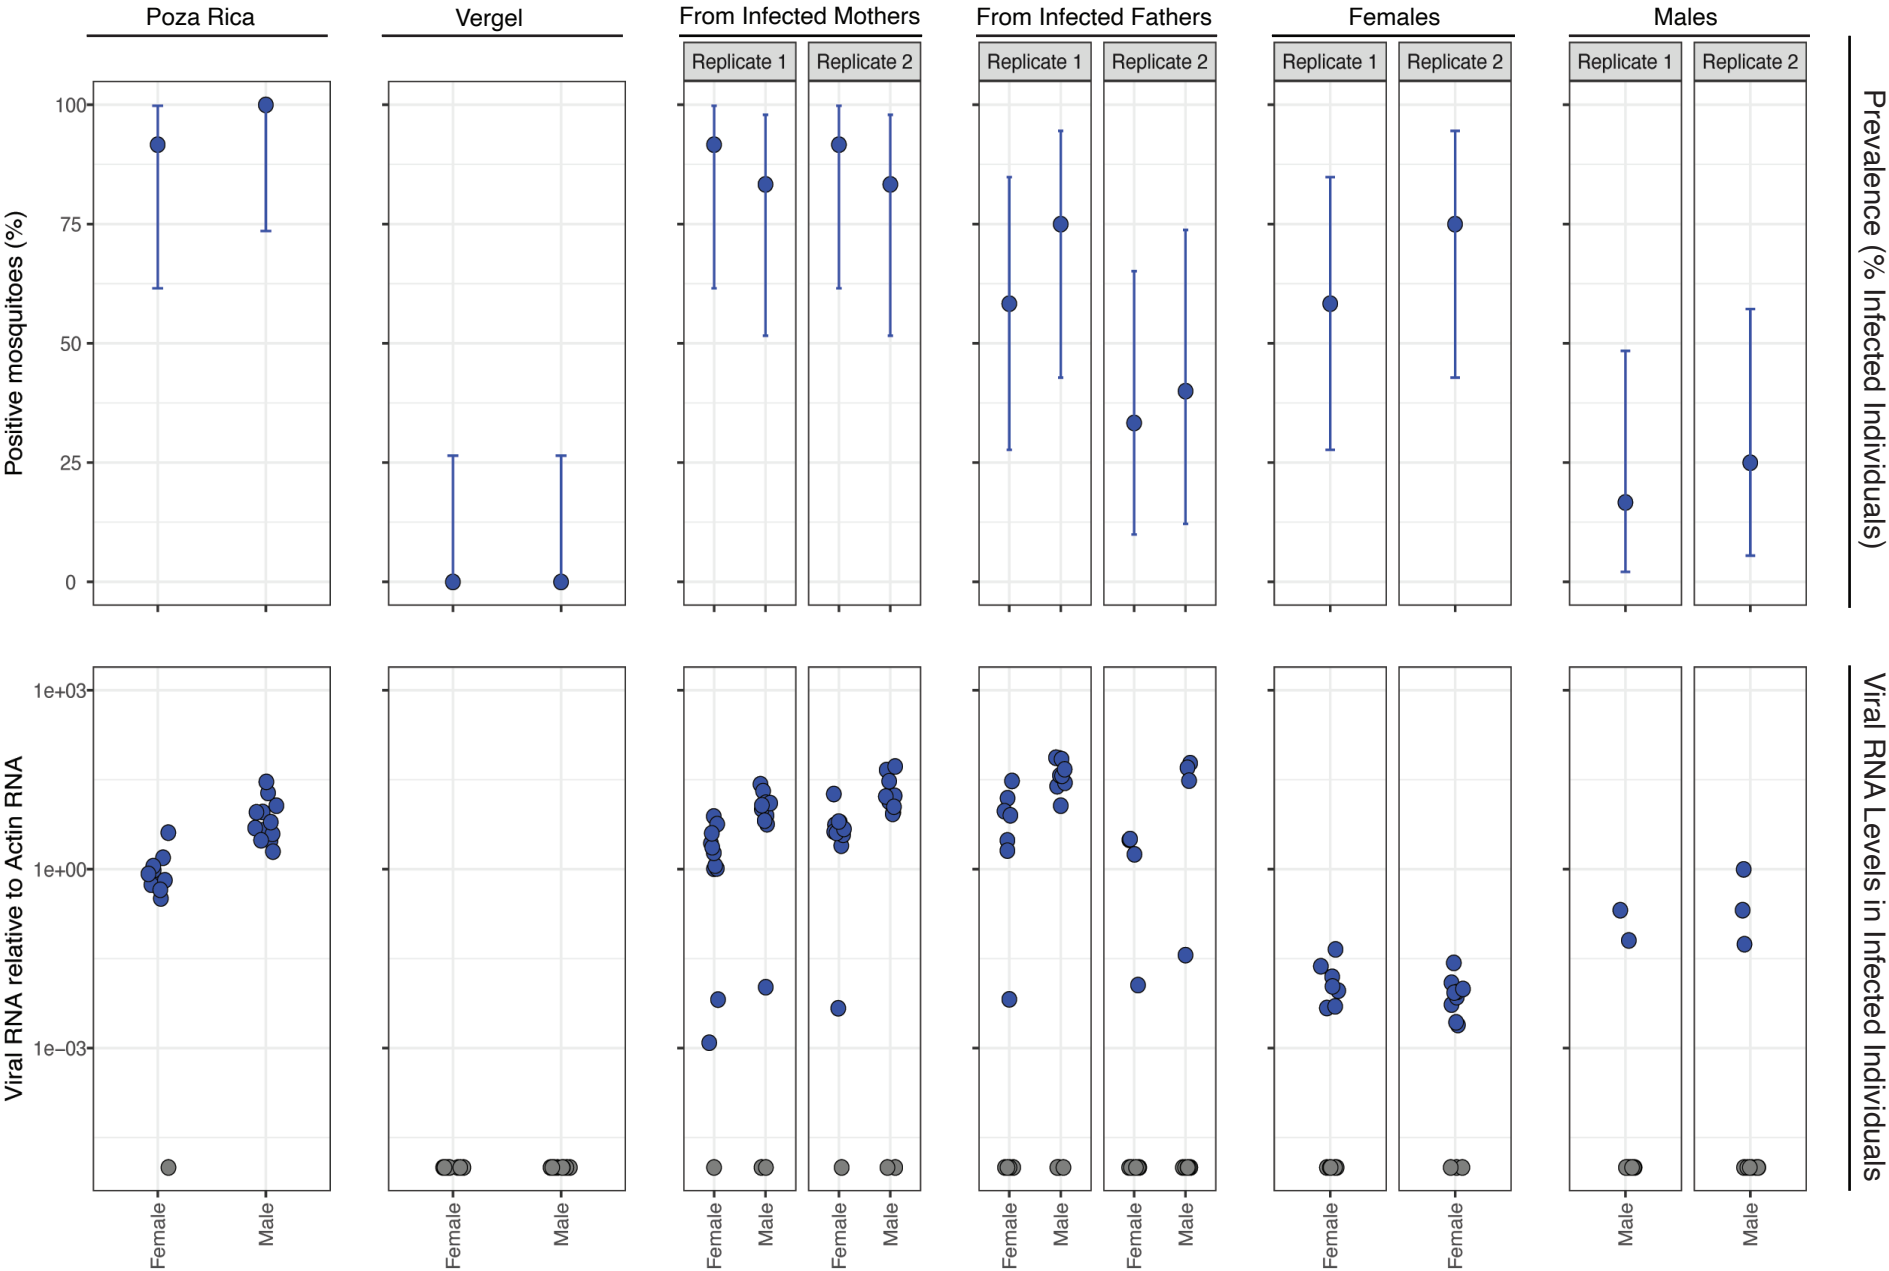 Poza Rica
Vergel
From Infected Mothers
From Infected Fathers
Females
Males
Replicate 1
Replicate 2
Replicate 1
Replicate 2
Replicate 1
Replicate 2
Replicate 1
Replicate 2
Positive mosquitoes (%)
100
75
50
25
0
Prevalence (% Infected Individuals)
Viral RNA relative to Actin RNA
1e+03
1e+00
1e−03
Viral RNA Levels in Infected Individuals
Female
Male
Female
Male
Female
Male
Female
Male
Female
Male
Female
Male
Female
Female
Male
Male